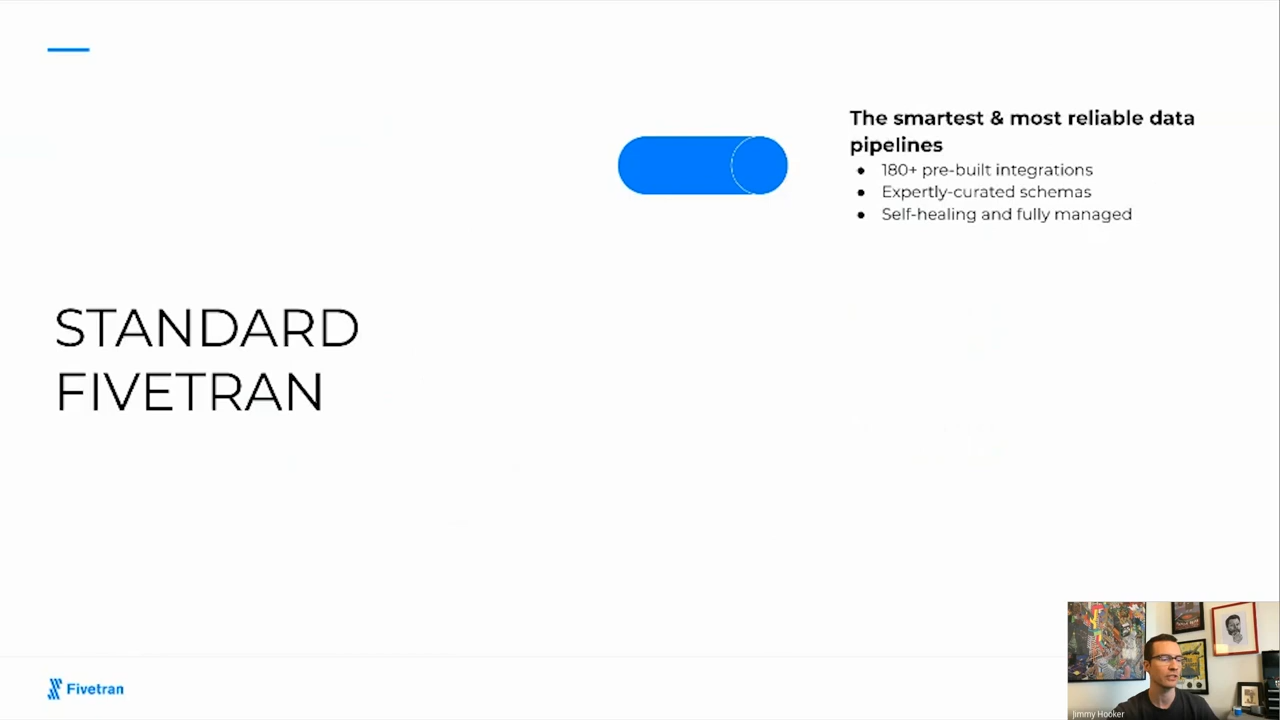 The smartest & most reliable data
pipelines
● 180+ pre-built integrations
● Expertly-curated schemas
● Self-healing and fully managed
STANDARD
FIVETRAN
Fivetran
Jimmy Hooker